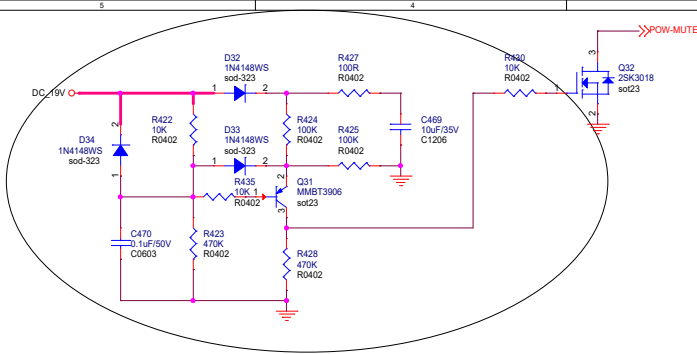 5
4
POW-MUTE
D32
1N4148WS
sod-323
R427
100R
R0402
R430
10K
R0402
3
Q32
2SK3018
sot23
1
2
DC_19V
1
2
R422
10K
R0402
R424
100K
R0402
C469
10uF/35V
C1206
D34
1N4148WS
sod-323
2
1
D33
1N4148WS
sod-323
1
2
R425
100K
R0402
R435
10K
R0402
1
2
3
Q31
MMBT3906
sot23
C470
0.1uF/50V
C0603
R423
470K
R0402
R428
470K
R0402